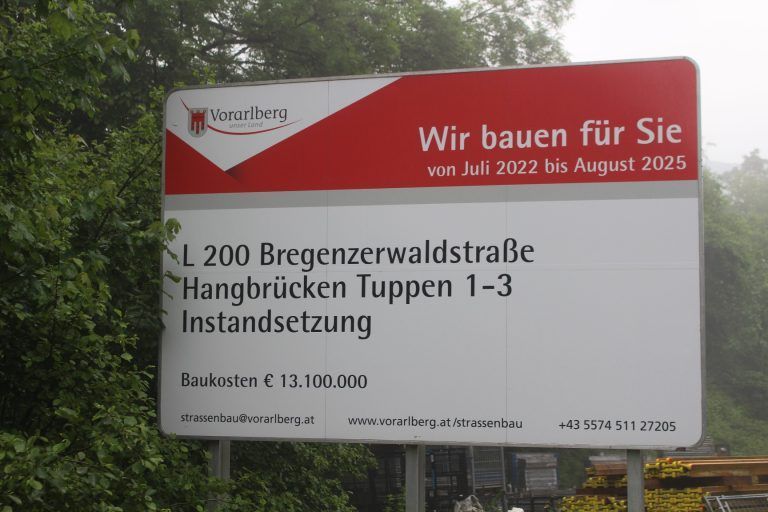 Vorarlberg
unser Land
Wir bauen für Sie
von Juli 2022 bis August 2025
L 200 Bregenzerwaldstraße
Hangbrücken Tuppen 1-3
Instandsetzung
Baukosten € 13.100.000
strassenbau@vorarlberg.at www.vorarlberg.at/strassenbau +43 5574 511 27205